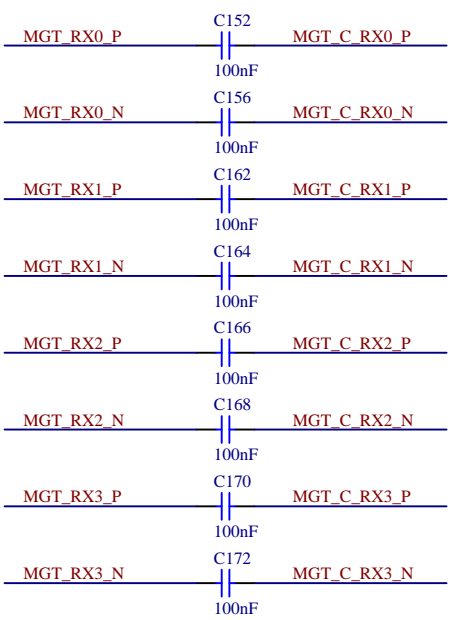 C152
MGT_RX0_P MGT_C_RX0_P
100nF
C156
MGT_RX0_N MGT_C_RX0_N
100nF
C162
MGT_RX1_P MGT_C_RX1_P
100nF
C164
MGT_RX1_N MGT_C_RX1_N
100nF
C166
MGT_RX2_P MGT_C_RX2_P
100nF
C168
MGT_RX2_N MGT_C_RX2_N
100nF
C170
MGT_RX3_P MGT_C_RX3_P
100nF
C172
MGT_RX3_N MGT_C_RX3_N
100nF